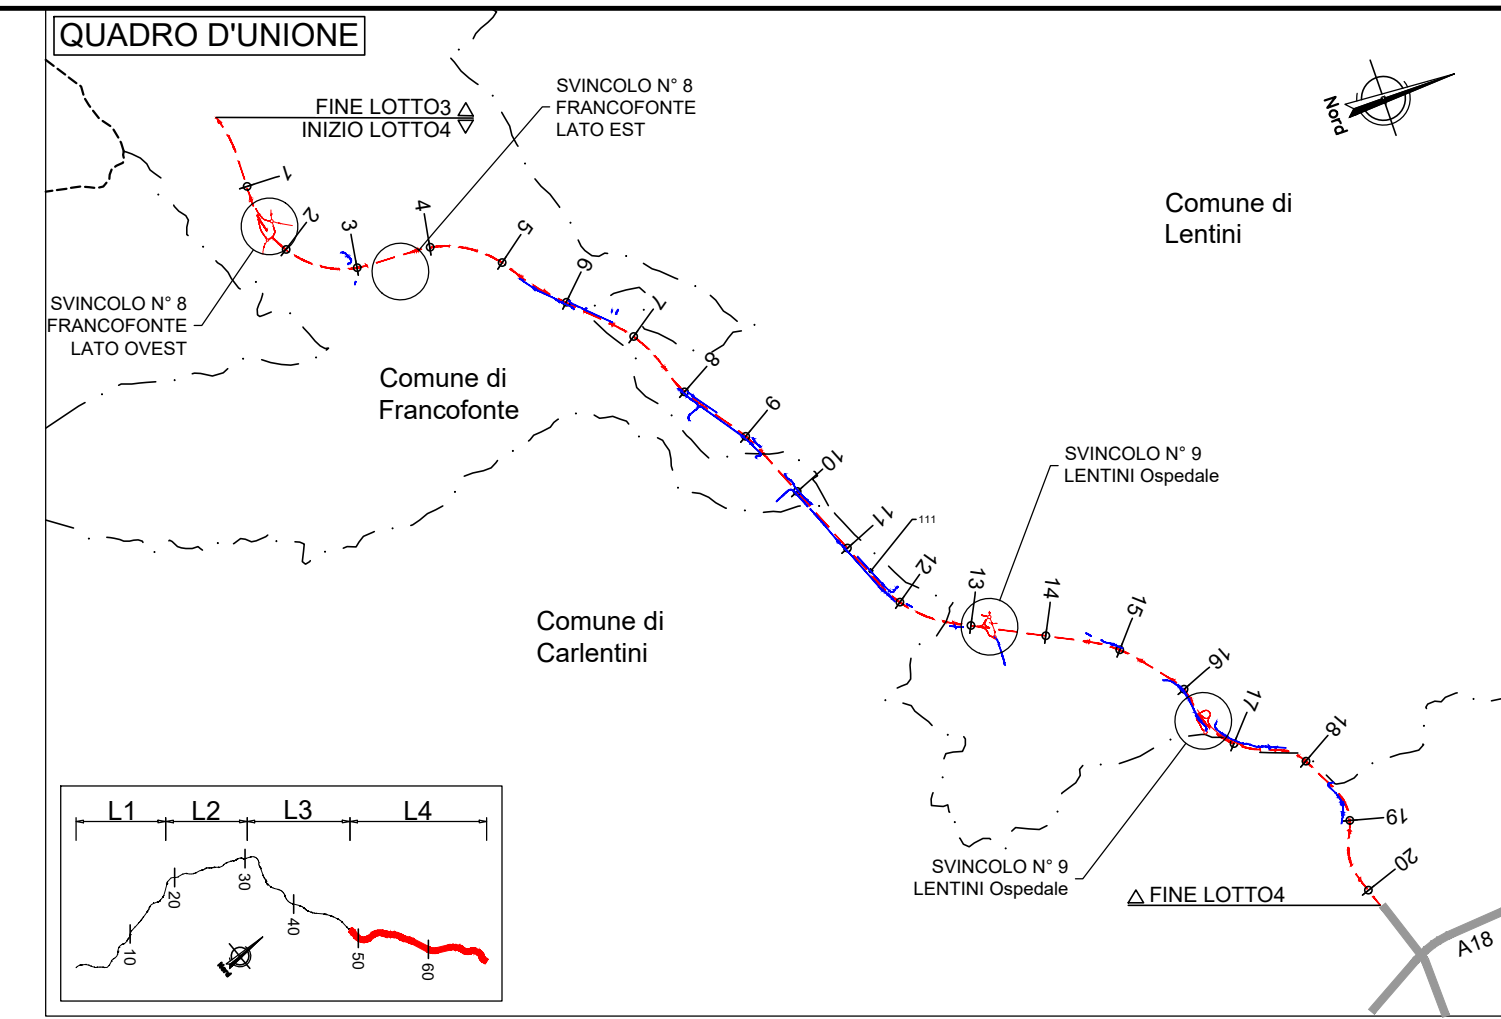 QUADRO D'UNIONE
FINE LOTTO3
INIZIO LOTTO4
SVINCOLO N° 8
FRANCOFONTE
LATO EST
Nord
Comune di
Lentini
1
2
3
4
5
6
7
8
9
10
11
12
13
14
15
16
17
18
19
20
SVINCOLO N° 8
FRANCOFONTE
LATO OVEST
Comune di
Francofonte
SVINCOLO N° 9
LENTINI Ospedale
111
Comune di
Carlentini
SVINCOLO N° 9
LENTINI Ospedale
FINE LOTTO4
A18
L1 L2 L3 L4
10
20
30
40
50
60